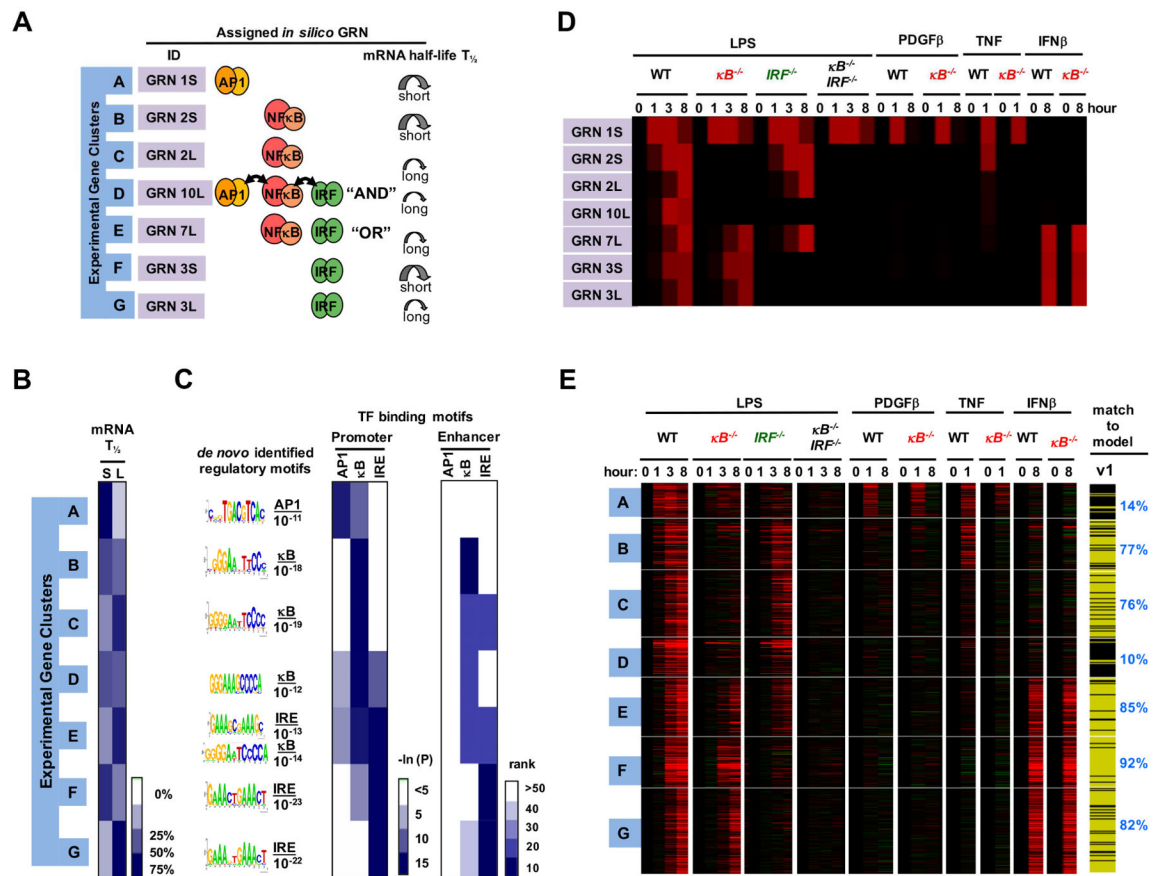 A
Assigned in silico GRN
ID
mRNA half-life T½
Experimental Gene Clusters
A GRN 1S AP1 short
B GRN 2S NFκB short
C GRN 2L NFκB long
D GRN 10L AP1 NFκB IRF “AND” long
E GRN 7L NFκB IRF “OR” long
F GRN 3S IRF short
G GRN 3L IRF long
D
LPS PDGFβ TNF IFNβ
WT κB-/- IRF-/- κB-/- IRF-/- WT κB-/- WT κB-/- WT κB-/-
0 1 3 8 0 1 3 8 0 1 3 8 0 1 3 8 0 1 2 0 1 2 0 1 0 1 0 8 0 8 hour
GRN 1S
GRN 2S
GRN 2L
GRN 10L
GRN 7L
GRN 3S
GRN 3L
B
mRNA
T½
S L
Experimental Gene Clusters
A
B
C
D
E
F
G
0%
25%
50%
75%
C
TF binding motifs
de novo identified
regulatory motifs
Promoter
Enhancer
AP1 κB IRE
AP1 κB IRE
AP1
10-11
κB
10-18
κB
10-19
κB
10-12
IRE
10-13
κB
10-14
IRE
10-23
IRE
10-22
-ln (P)
<5
5
10
15
rank
>50
40
30
20
10
E
LPS PDGFβ TNF IFNβ
match
to
model
WT κB-/- IRF-/- κB-/- IRF-/- WT κB-/- WT κB-/- WT κB-/-
hour: 0 1 3 8 0 1 3 8 0 1 3 8 0 1 3 8 0 1 2 0 1 2 0 1 0 1 0 8 0 8 v1
A 14%
B 77%
C 76%
D 10%
E 85%
F 92%
G 82%